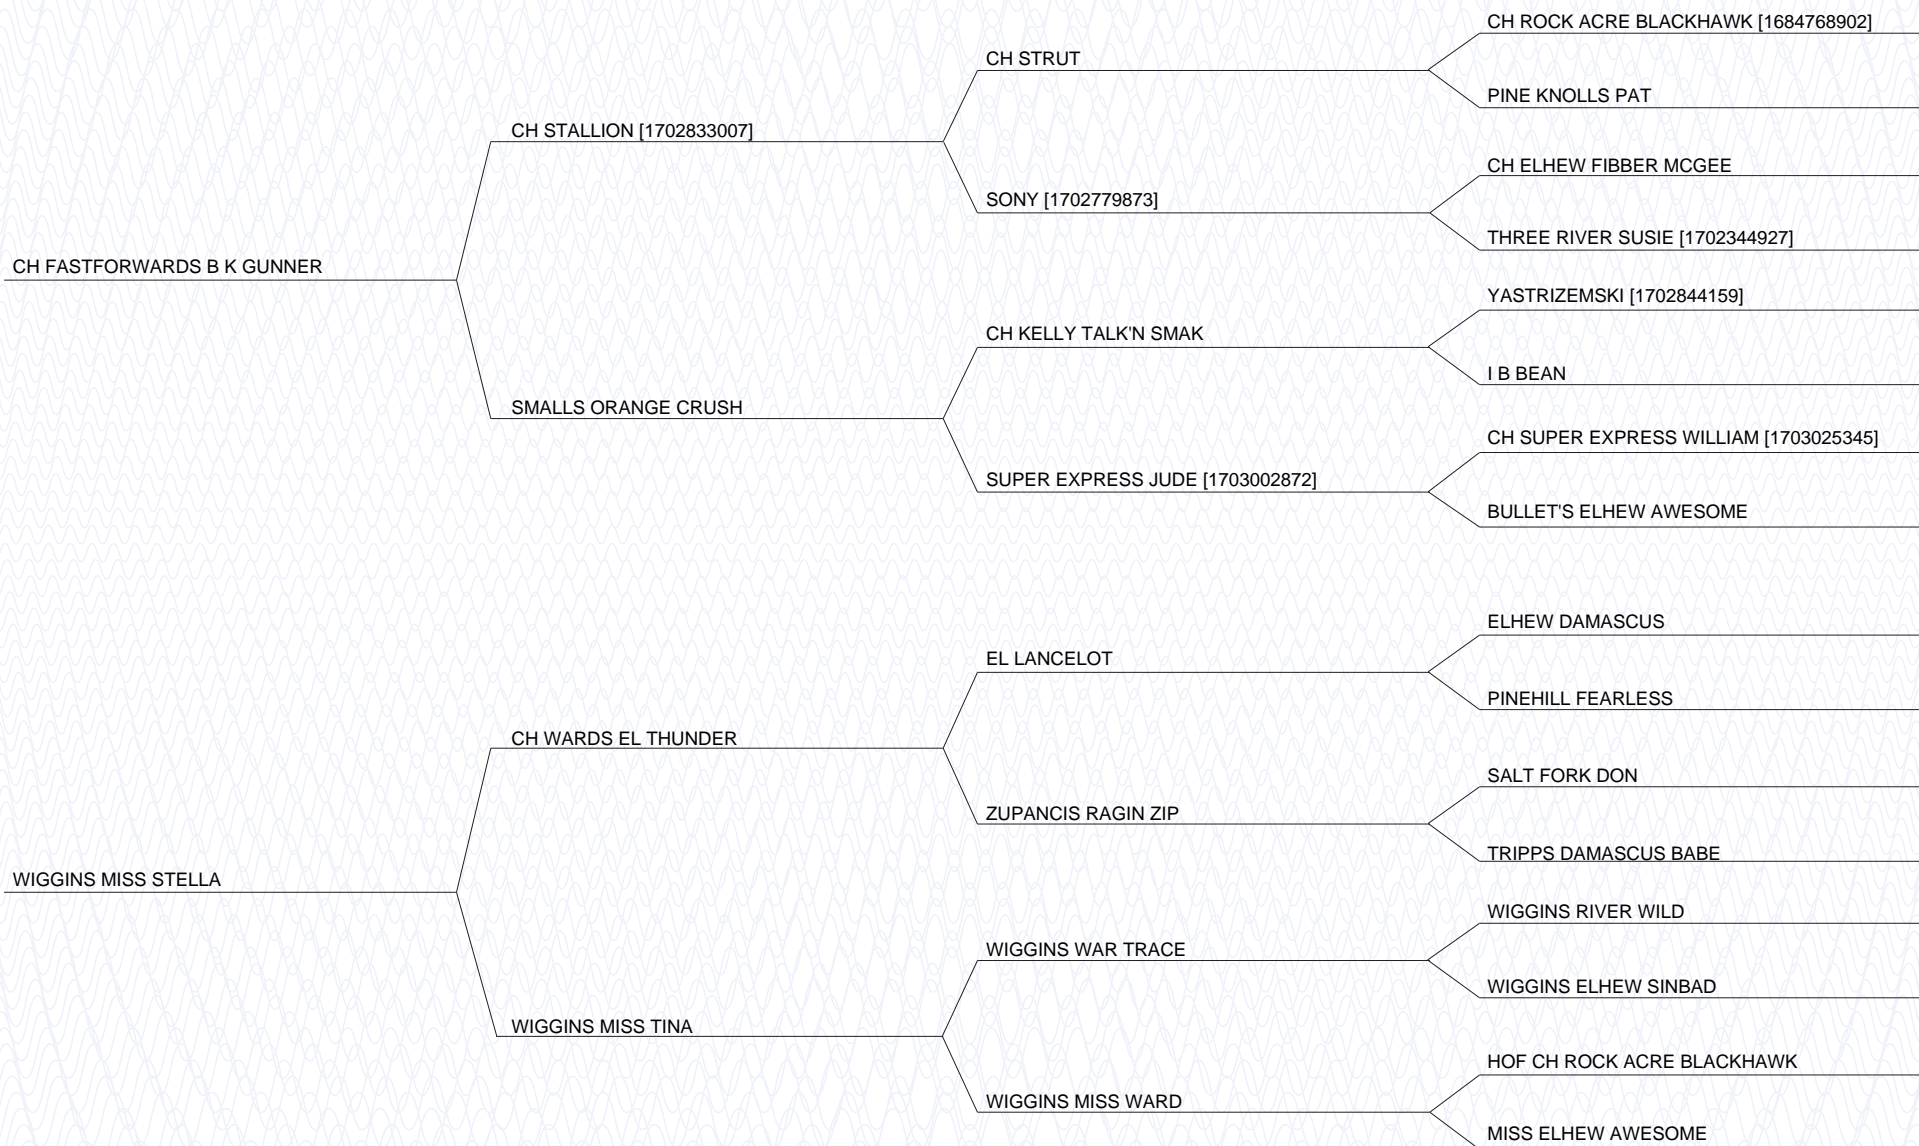 CH FASTFORWARDS B K GUNNER
CH STALLION [1702833007]
CH STRUT
CH ROCK ACRE BLACKHAWK [1684768902]
PINE KNOLLS PAT
SONY [1702779873]
CH ELHEW FIBBER MCGEE
THREE RIVER SUSIE [1702344927]
SMALLS ORANGE CRUSH
CH KELLY TALK'N SMAK
YASTRIZEMSKI [1702844159]
I B BEAN
SUPER EXPRESS JUDE [1703002872]
CH SUPER EXPRESS WILLIAM [1703025345]
BULLET'S ELHEW AWESOME
WIGGINS MISS STELLA
CH WARDS EL THUNDER
EL LANCELOT
ELHEW DAMASCUS
PINEHILL FEARLESS
ZUPANCIS RAGIN ZIP
SALT FORK DON
TRIPPS DAMASCUS BABE
WIGGINS MISS TINA
WIGGINS WAR TRACE
WIGGINS RIVER WILD
WIGGINS ELHEW SINBAD
WIGGINS MISS WARD
HOF CH ROCK ACRE BLACKHAWK
MISS ELHEW AWESOME